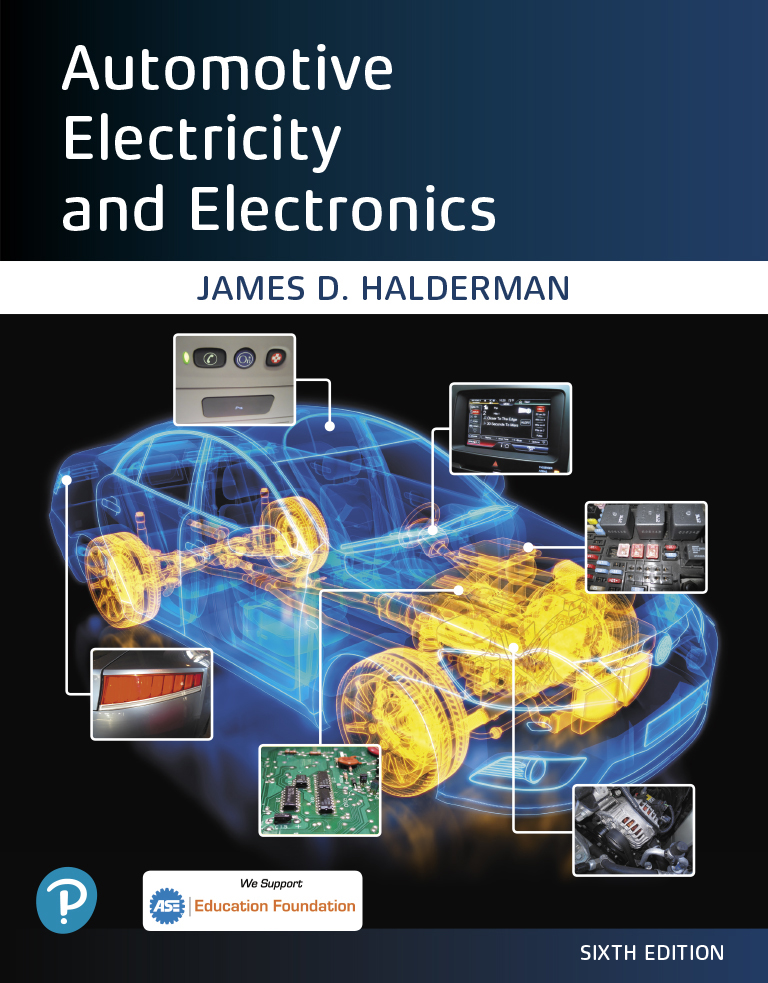 Automotive
Electricity
and Electronics
JAMES D. HALDERMAN
We Support
ASE Education Foundation
SIXTH EDITION